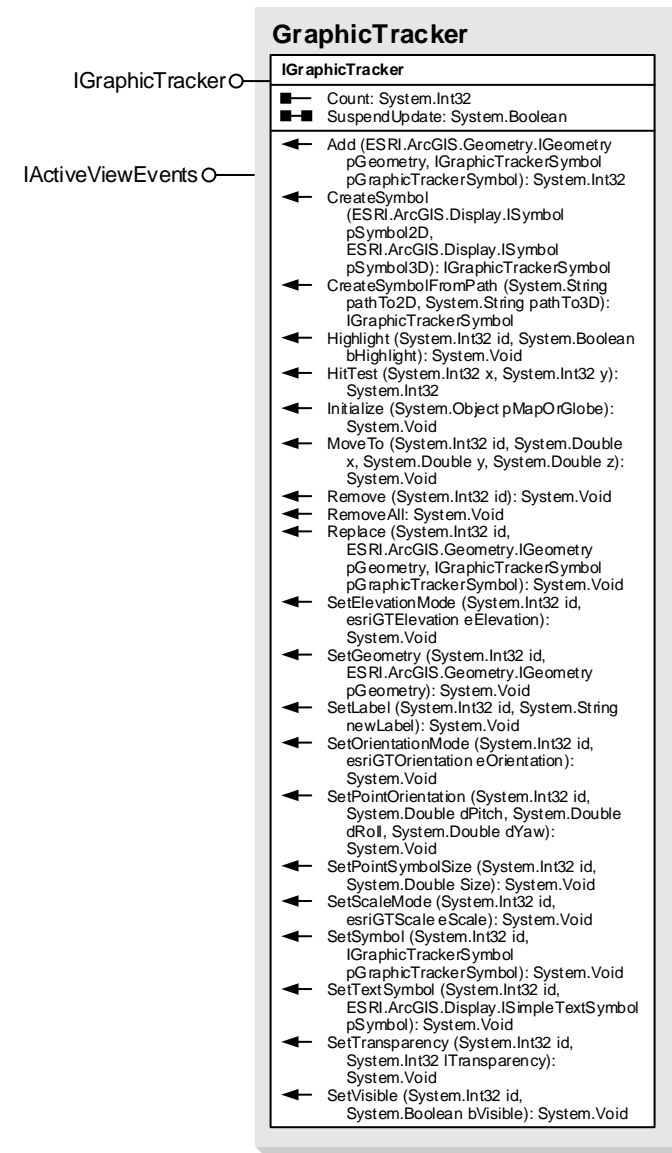 GraphicTracker
IGraphicTracker
IGraphicTracker
Count: System.Int32
SuspendUpdate: System.Boolean
IActiveViewEvents
Add (ESRI.ArcGIS.Geometry.IGeometry
pGeometry, IGraphicTrackerSymbol
pGraphicTrackerSymbol): System.Int32
CreateSymbol
(ESRI.ArcGIS.Display.ISymbol
pSymbol2D,
ESRI.ArcGIS.Display.ISymbol
pSymbol3D): IGraphicTrackerSymbol
CreateSymbolFromPath (System.String
pathTo2D, System.String pathTo3D):
IGraphicTrackerSymbol
Highlight (System.Int32 id, System.Boolean
bHighlight): System.Void
HitTest (System.Int32 x, System.Int32 y):
System.Int32
Initialize (System.Object pMapOrGlobe):
System.Void
MoveTo (System.Int32 id, System.Double
x, System.Double y, System.Double z):
System.Void
Remove (System.Int32 id): System.Void
RemoveAll: System.Void
Replace (System.Int32 id,
ESRI.ArcGIS.Geometry.IGeometry
pGeometry, IGraphicTrackerSymbol
pGraphicTrackerSymbol): System.Void
SetElevationMode (System.Int32 id,
esriGTElevation eElevation):
System.Void
SetGeometry (System.Int32 id,
ESRI.ArcGIS.Geometry.IGeometry
pGeometry): System.Void
SetLabel (System.Int32 id, System.String
newLabel): System.Void
SetOrientationMode (System.Int32 id,
esriGTOrientation eOrientation):
System.Void
SetPointOrientation (System.Int32 id,
System.Double dPitch, System.Double
dRoll, System.Double dYaw):
System.Void
SetPointSymbolSize (System.Int32 id,
System.Double Size): System.Void
SetScaleMode (System.Int32 id,
esriGTScale eScale): System.Void
SetSymbol (System.Int32 id,
IGraphicTrackerSymbol
pGraphicTrackerSymbol): System.Void
SetTextSymbol (System.Int32 id,
ESRI.ArcGIS.Display.ISimpleTextSymbol
pSymbol): System.Void
SetTransparency (System.Int32 id,
System.Int32 lTransparency):
System.Void
SetVisible (System.Int32 id,
System.Boolean bVisible): System.Void